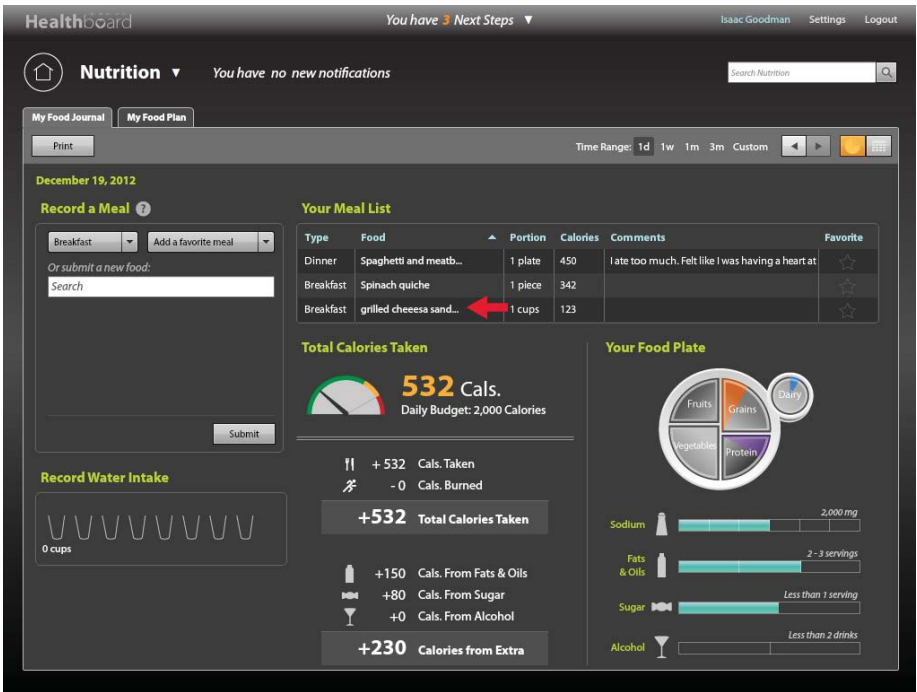 Healthboard
You have 3 Next Steps ▼
Isaac Goodman Settings Logout
Nutrition ▼
You have no new notifications
Search Nutrition
My Food Journal My Food Plan
Print
Time Range: 1d 1w 1m 3m Custom
December 19, 2012
Record a Meal ?
Breakfast
Add a favorite meal
Or submit a new food:
Search
Submit
Record Water Intake
0 cups
Your Meal List
Type Food Portion Calories Comments Favorite
Dinner Spaghetti and meatb... 1 plate 450 I ate too much. Felt like I was having a heart at
Breakfast Spinach quiche 1 piece 342
Breakfast grilled cheeesa sand... 1 cups 123
Total Calories Taken
532 Cals.
Daily Budget: 2,000 Calories
+ 532 Cals. Taken
- 0 Cals. Burned
+532 Total Calories Taken
+150 Cals. From Fats & Oils
+80 Cals. From Sugar
+0 Cals. From Alcohol
+230 Calories from Extra
Your Food Plate
Fruits
Grains
Dairy
Vegetables
Protein
2,000 mg
Sodium
2 - 3 servings
Fats
& Oils
Less than 1 serving
Sugar
Less than 2 drinks
Alcohol